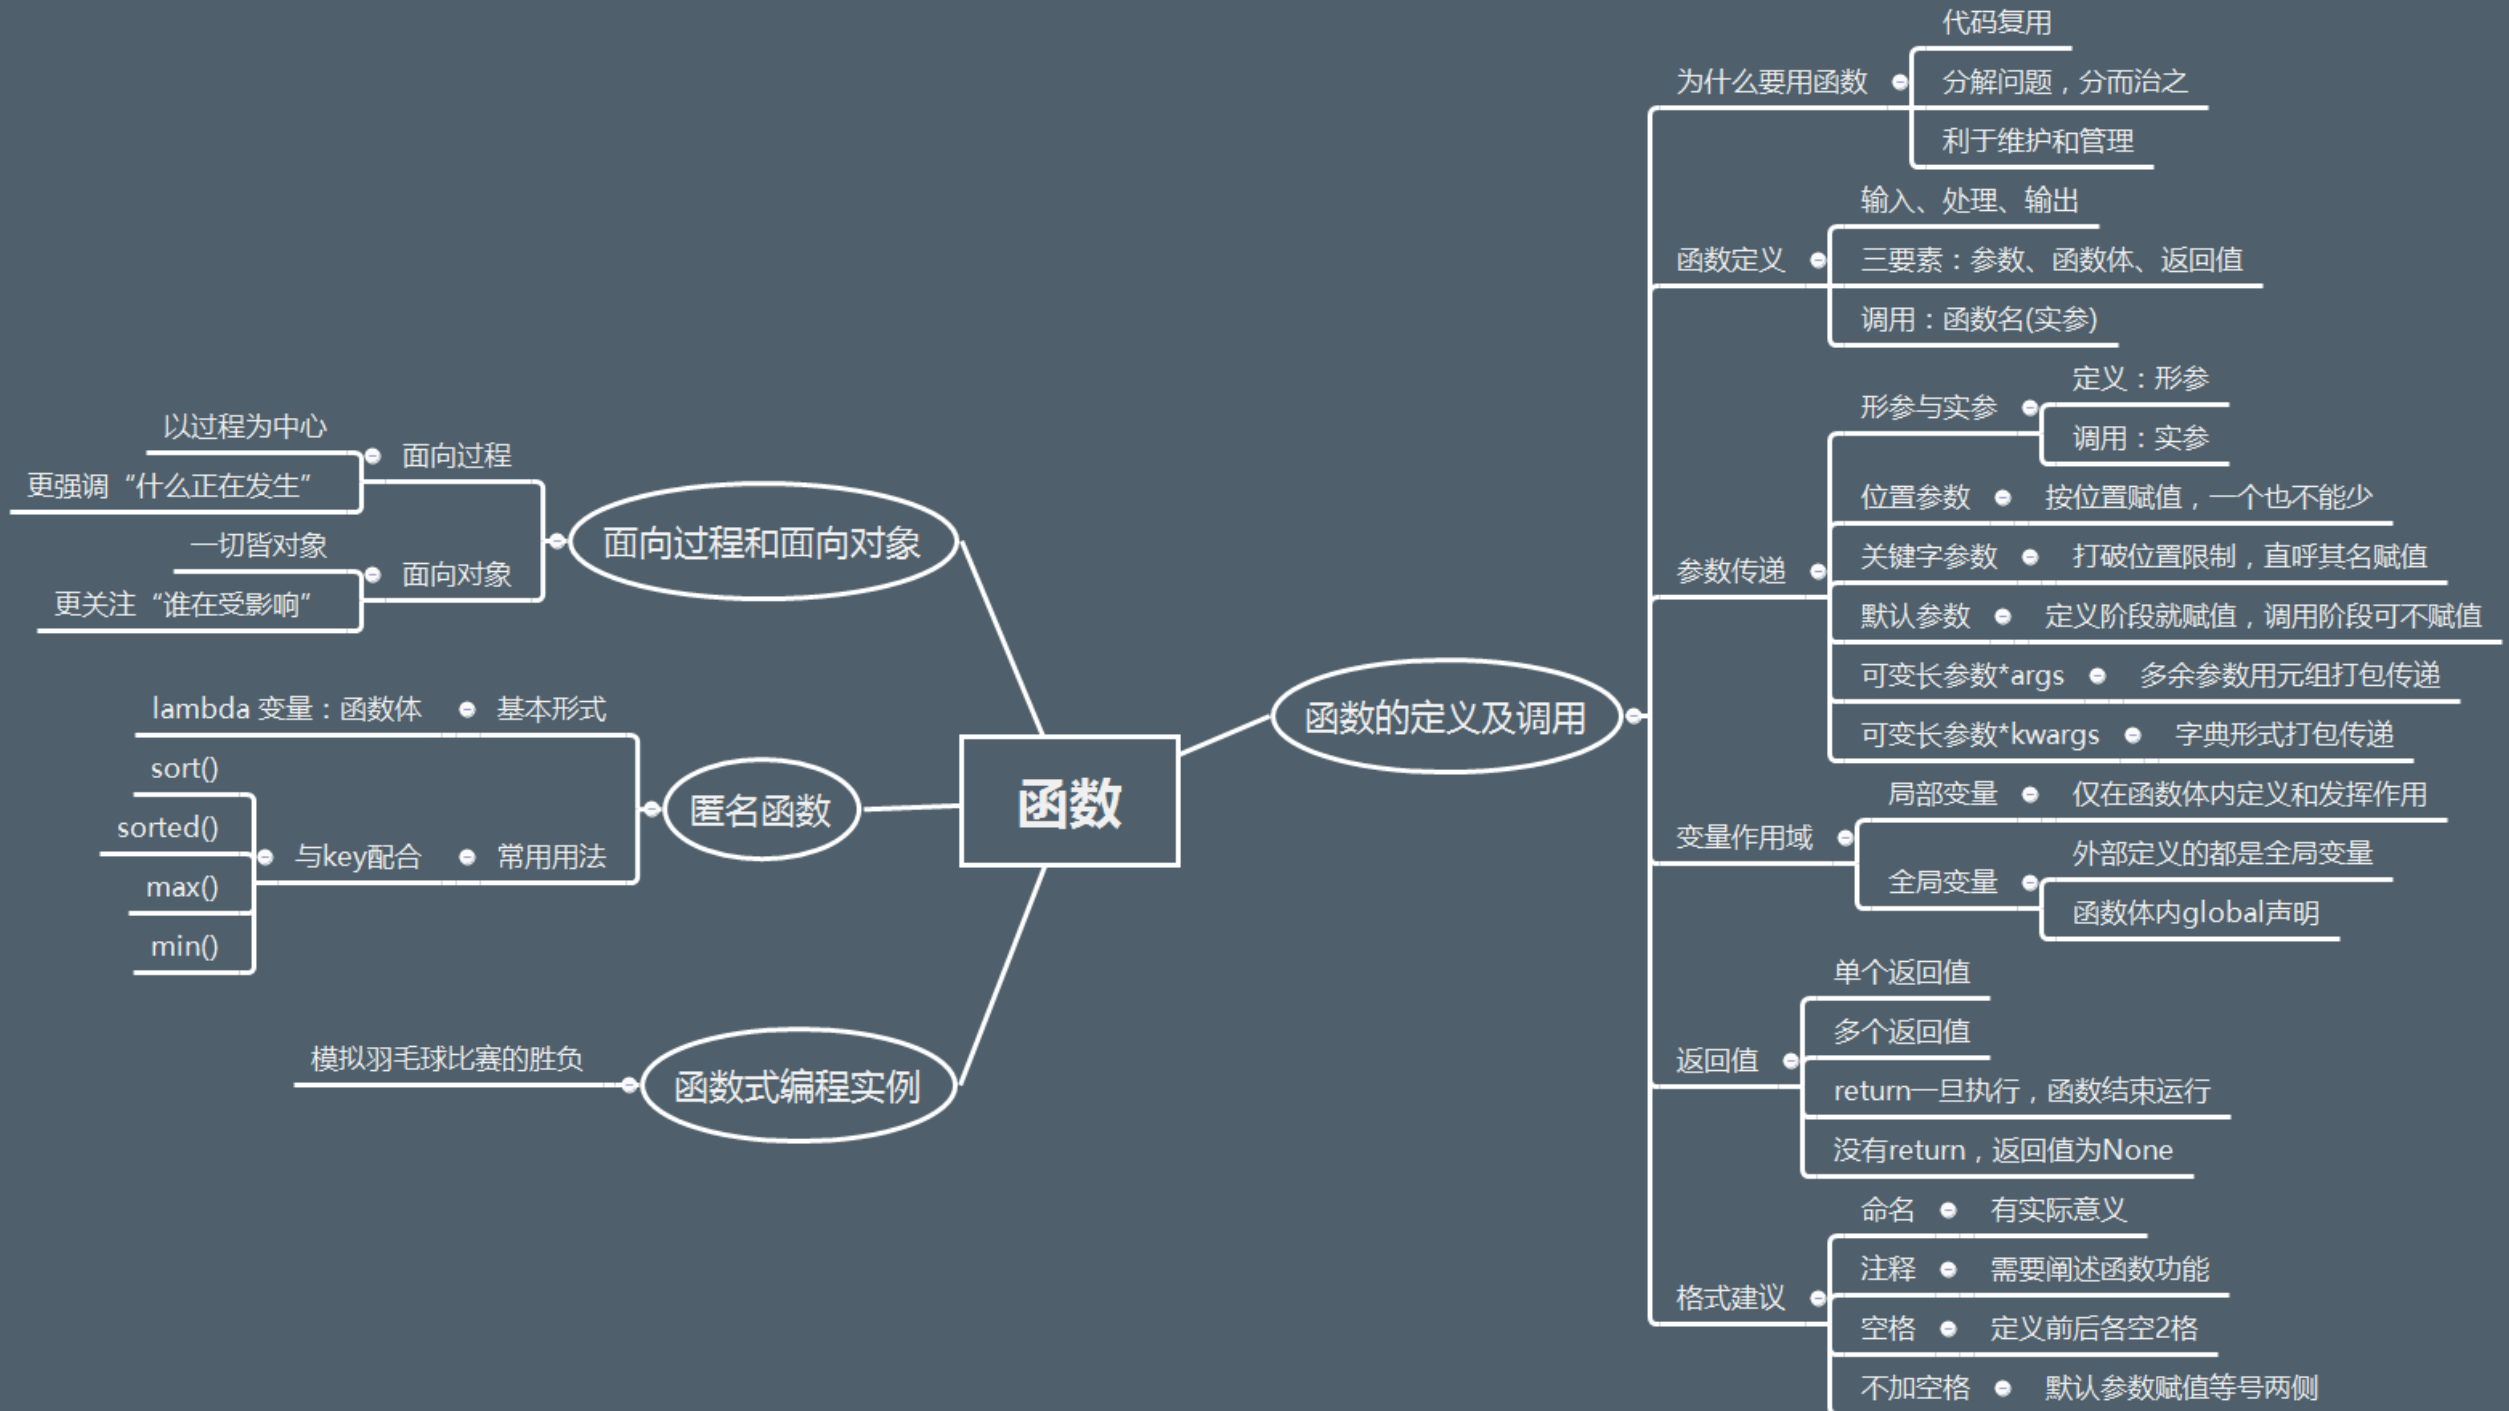 函数
函数的定义及调用
为什么要用函数
代码复用
分解问题，分而治之
利于维护和管理
函数定义
输入、处理、输出
三要素：参数、函数体、返回值
调用：函数名(实参)
参数传递
形参与实参
定义：形参
调用：实参
位置参数
按位置赋值，一个也不能少
关键字参数
打破位置限制，直呼其名赋值
默认参数
定义阶段就赋值，调用阶段可不赋值
可变长参数*args
多余参数用元组打包传递
可变长参数*kwargs
字典形式打包传递
变量作用域
局部变量
仅在函数体内定义和发挥作用
全局变量
外部定义的都是全局变量
函数体内global声明
返回值
单个返回值
多个返回值
return一旦执行，函数结束运行
没有return，返回值为None
格式建议
命名
有实际意义
注释
需要阐述函数功能
空格
定义前后各空2格
不加空格
默认参数赋值等号两侧
面向过程和面向对象
面向过程
以过程为中心
更强调“什么正在发生”
面向对象
一切皆对象
更关注“谁在受影响”
匿名函数
基本形式
lambda 变量：函数体
常用用法
与key配合
sort()
sorted()
max()
min()
函数式编程实例
模拟羽毛球比赛的胜负